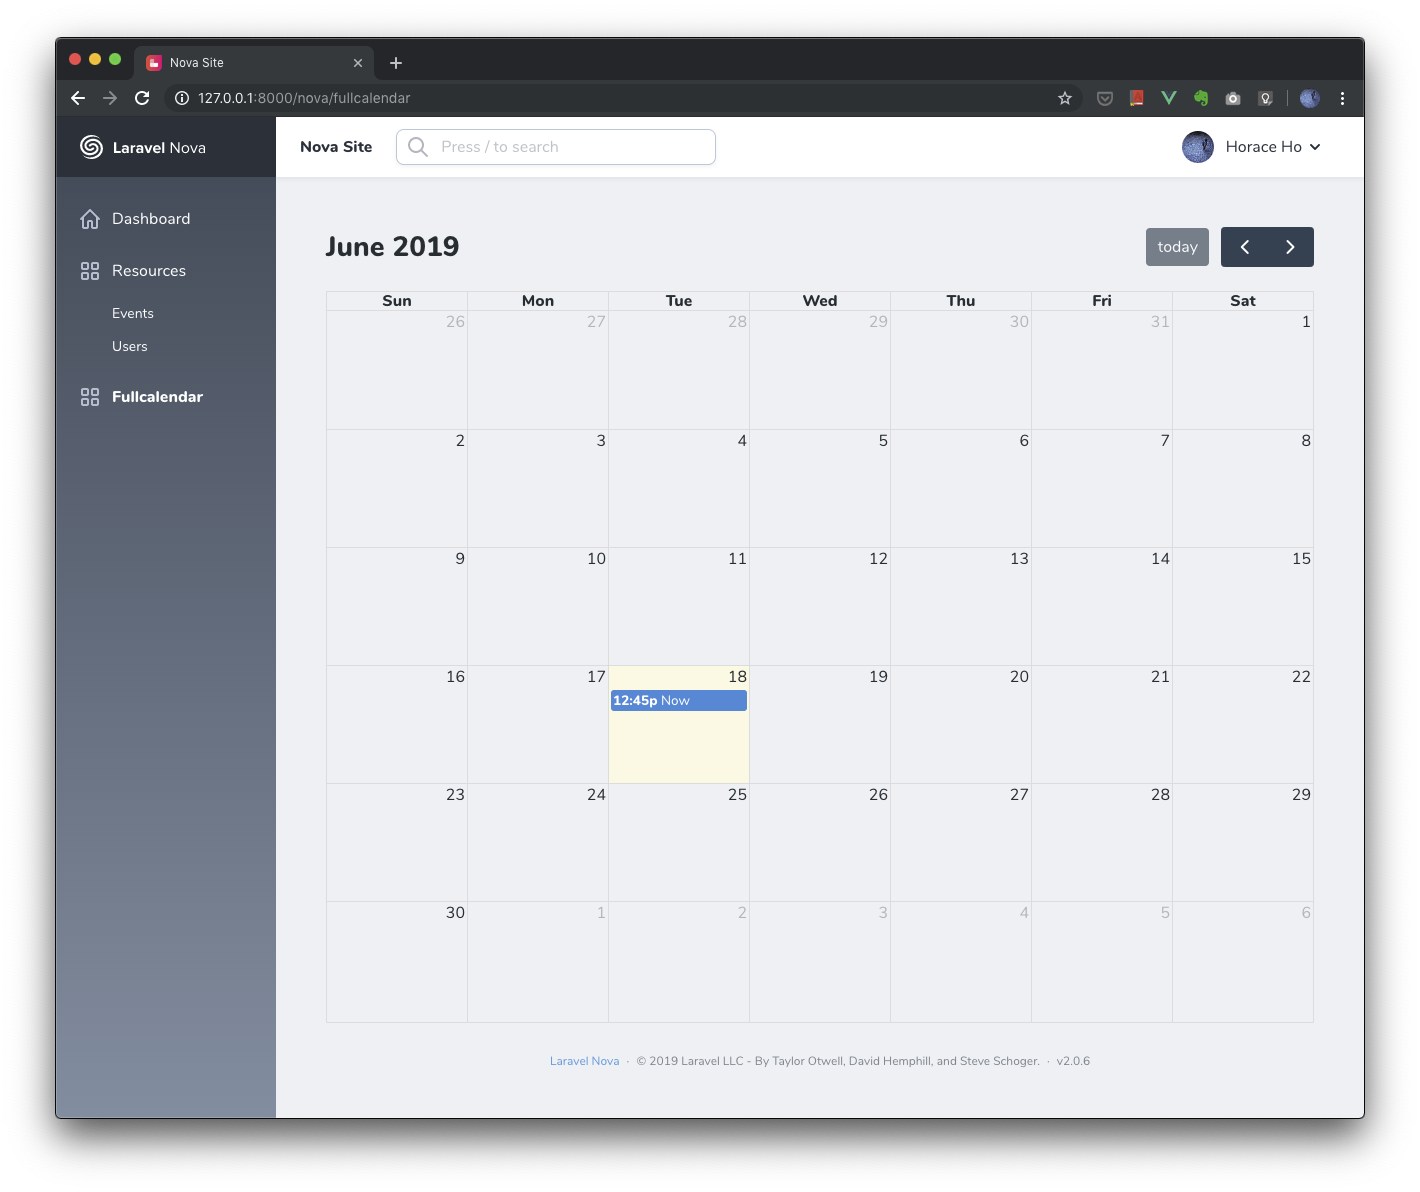 Nova Site
127.0.0.1:8000/nova/fullcalendar
Laravel Nova
Nova Site
Press / to search
Horace Ho
Dashboard
Resources
Events
Users
Fullcalendar
June 2019
today
Sun Mon Tue Wed Thu Fri Sat
26 27 28 29 30 31 1
2 3 4 5 6 7 8
9 10 11 12 13 14 15
16 17 18 19 20 21 22
12:45p Now
23 24 25 26 27 28 29
30 1 2 3 4 5 6
Laravel Nova · © 2019 Laravel LLC - By Taylor Otwell, David Hemphill, and Steve Schoger. · v2.0.6